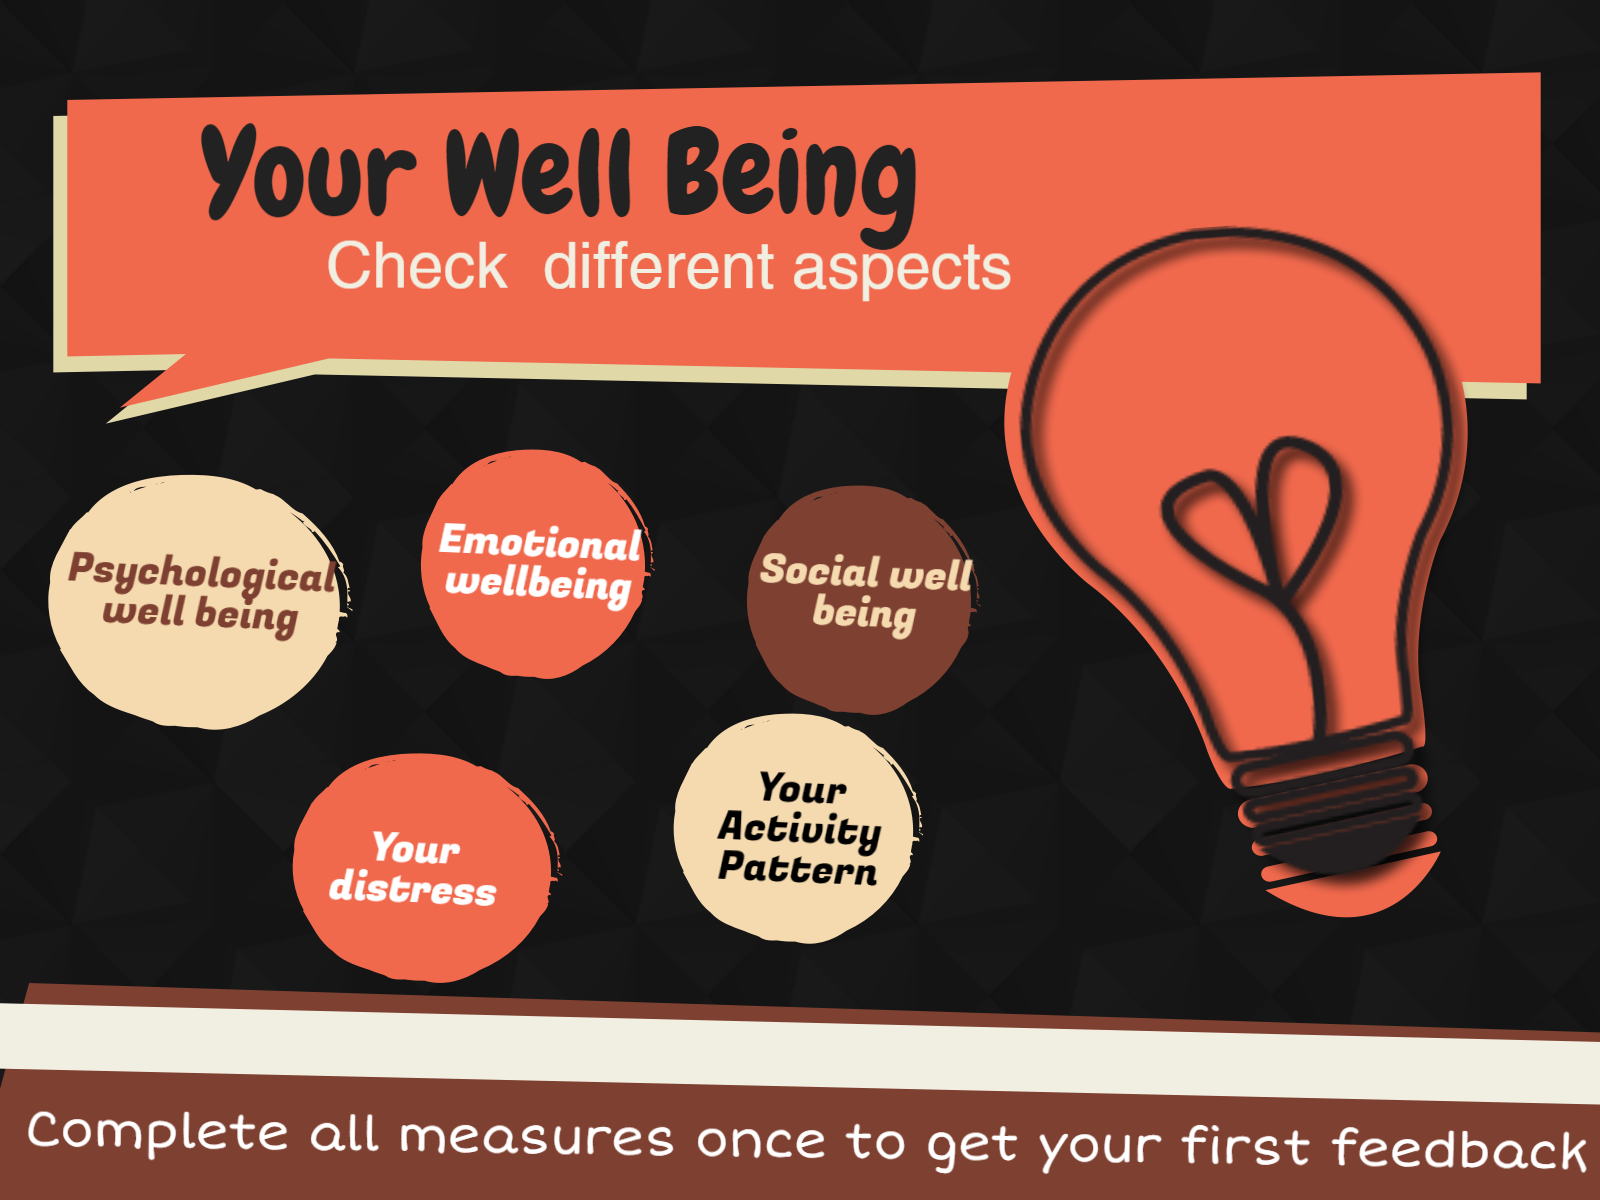 Your Well Being
Check different aspects
Psychological
well being
Emotional
wellbeing
Social well
being
Your
distress
Your
Activity
Pattern
Complete all measures once to get your first feedback